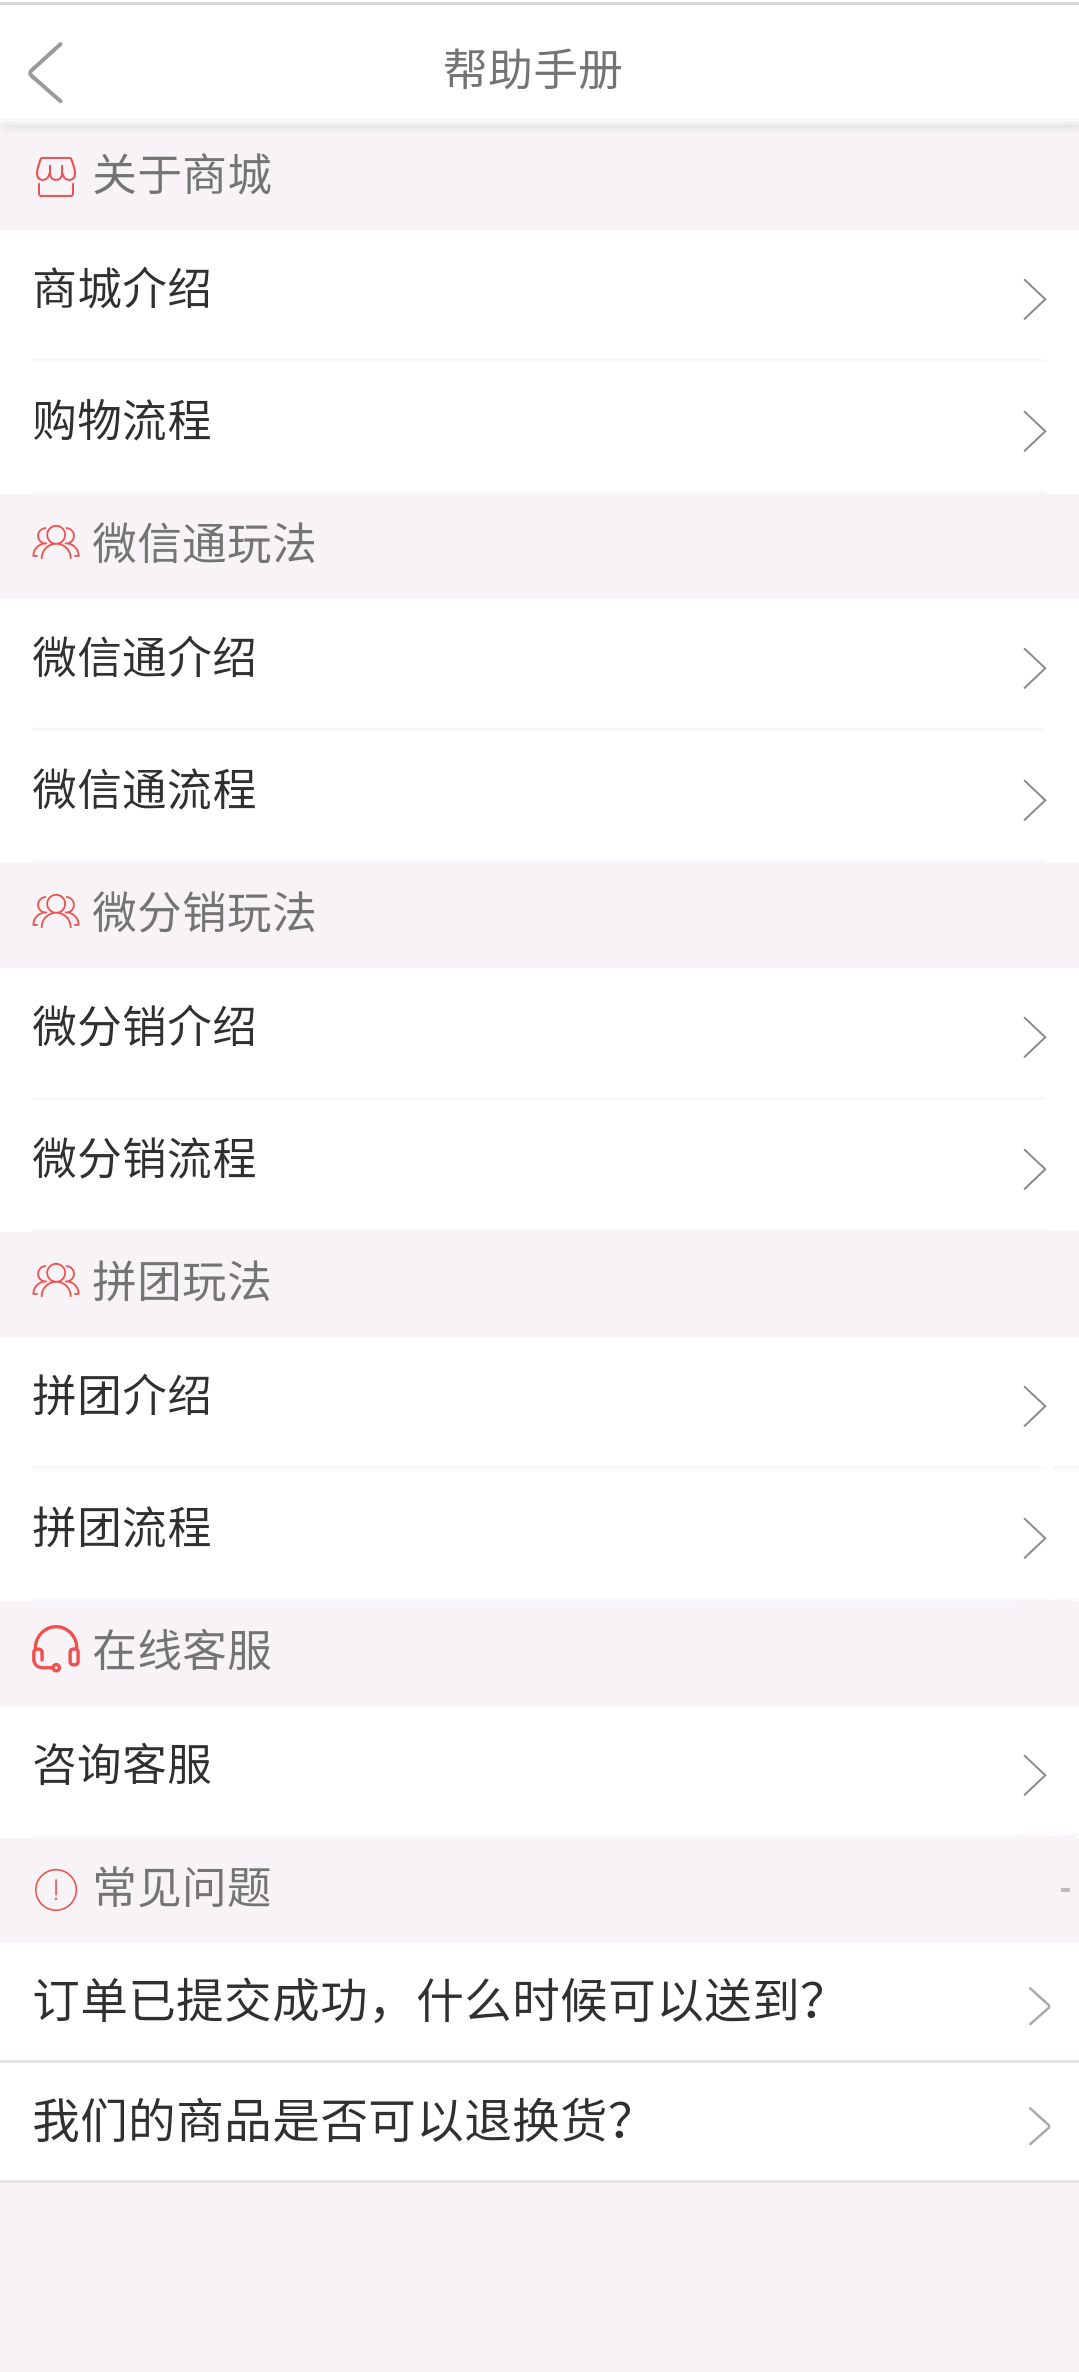 帮助手册
关于商城
商城介绍
购物流程
微信通玩法
微信通介绍
微信通流程
微分销玩法
微分销介绍
微分销流程
拼团玩法
拼团介绍
拼团流程
在线客服
咨询客服
常见问题
订单已提交成功，什么时候可以送到？
我们的商品是否可以退换货？